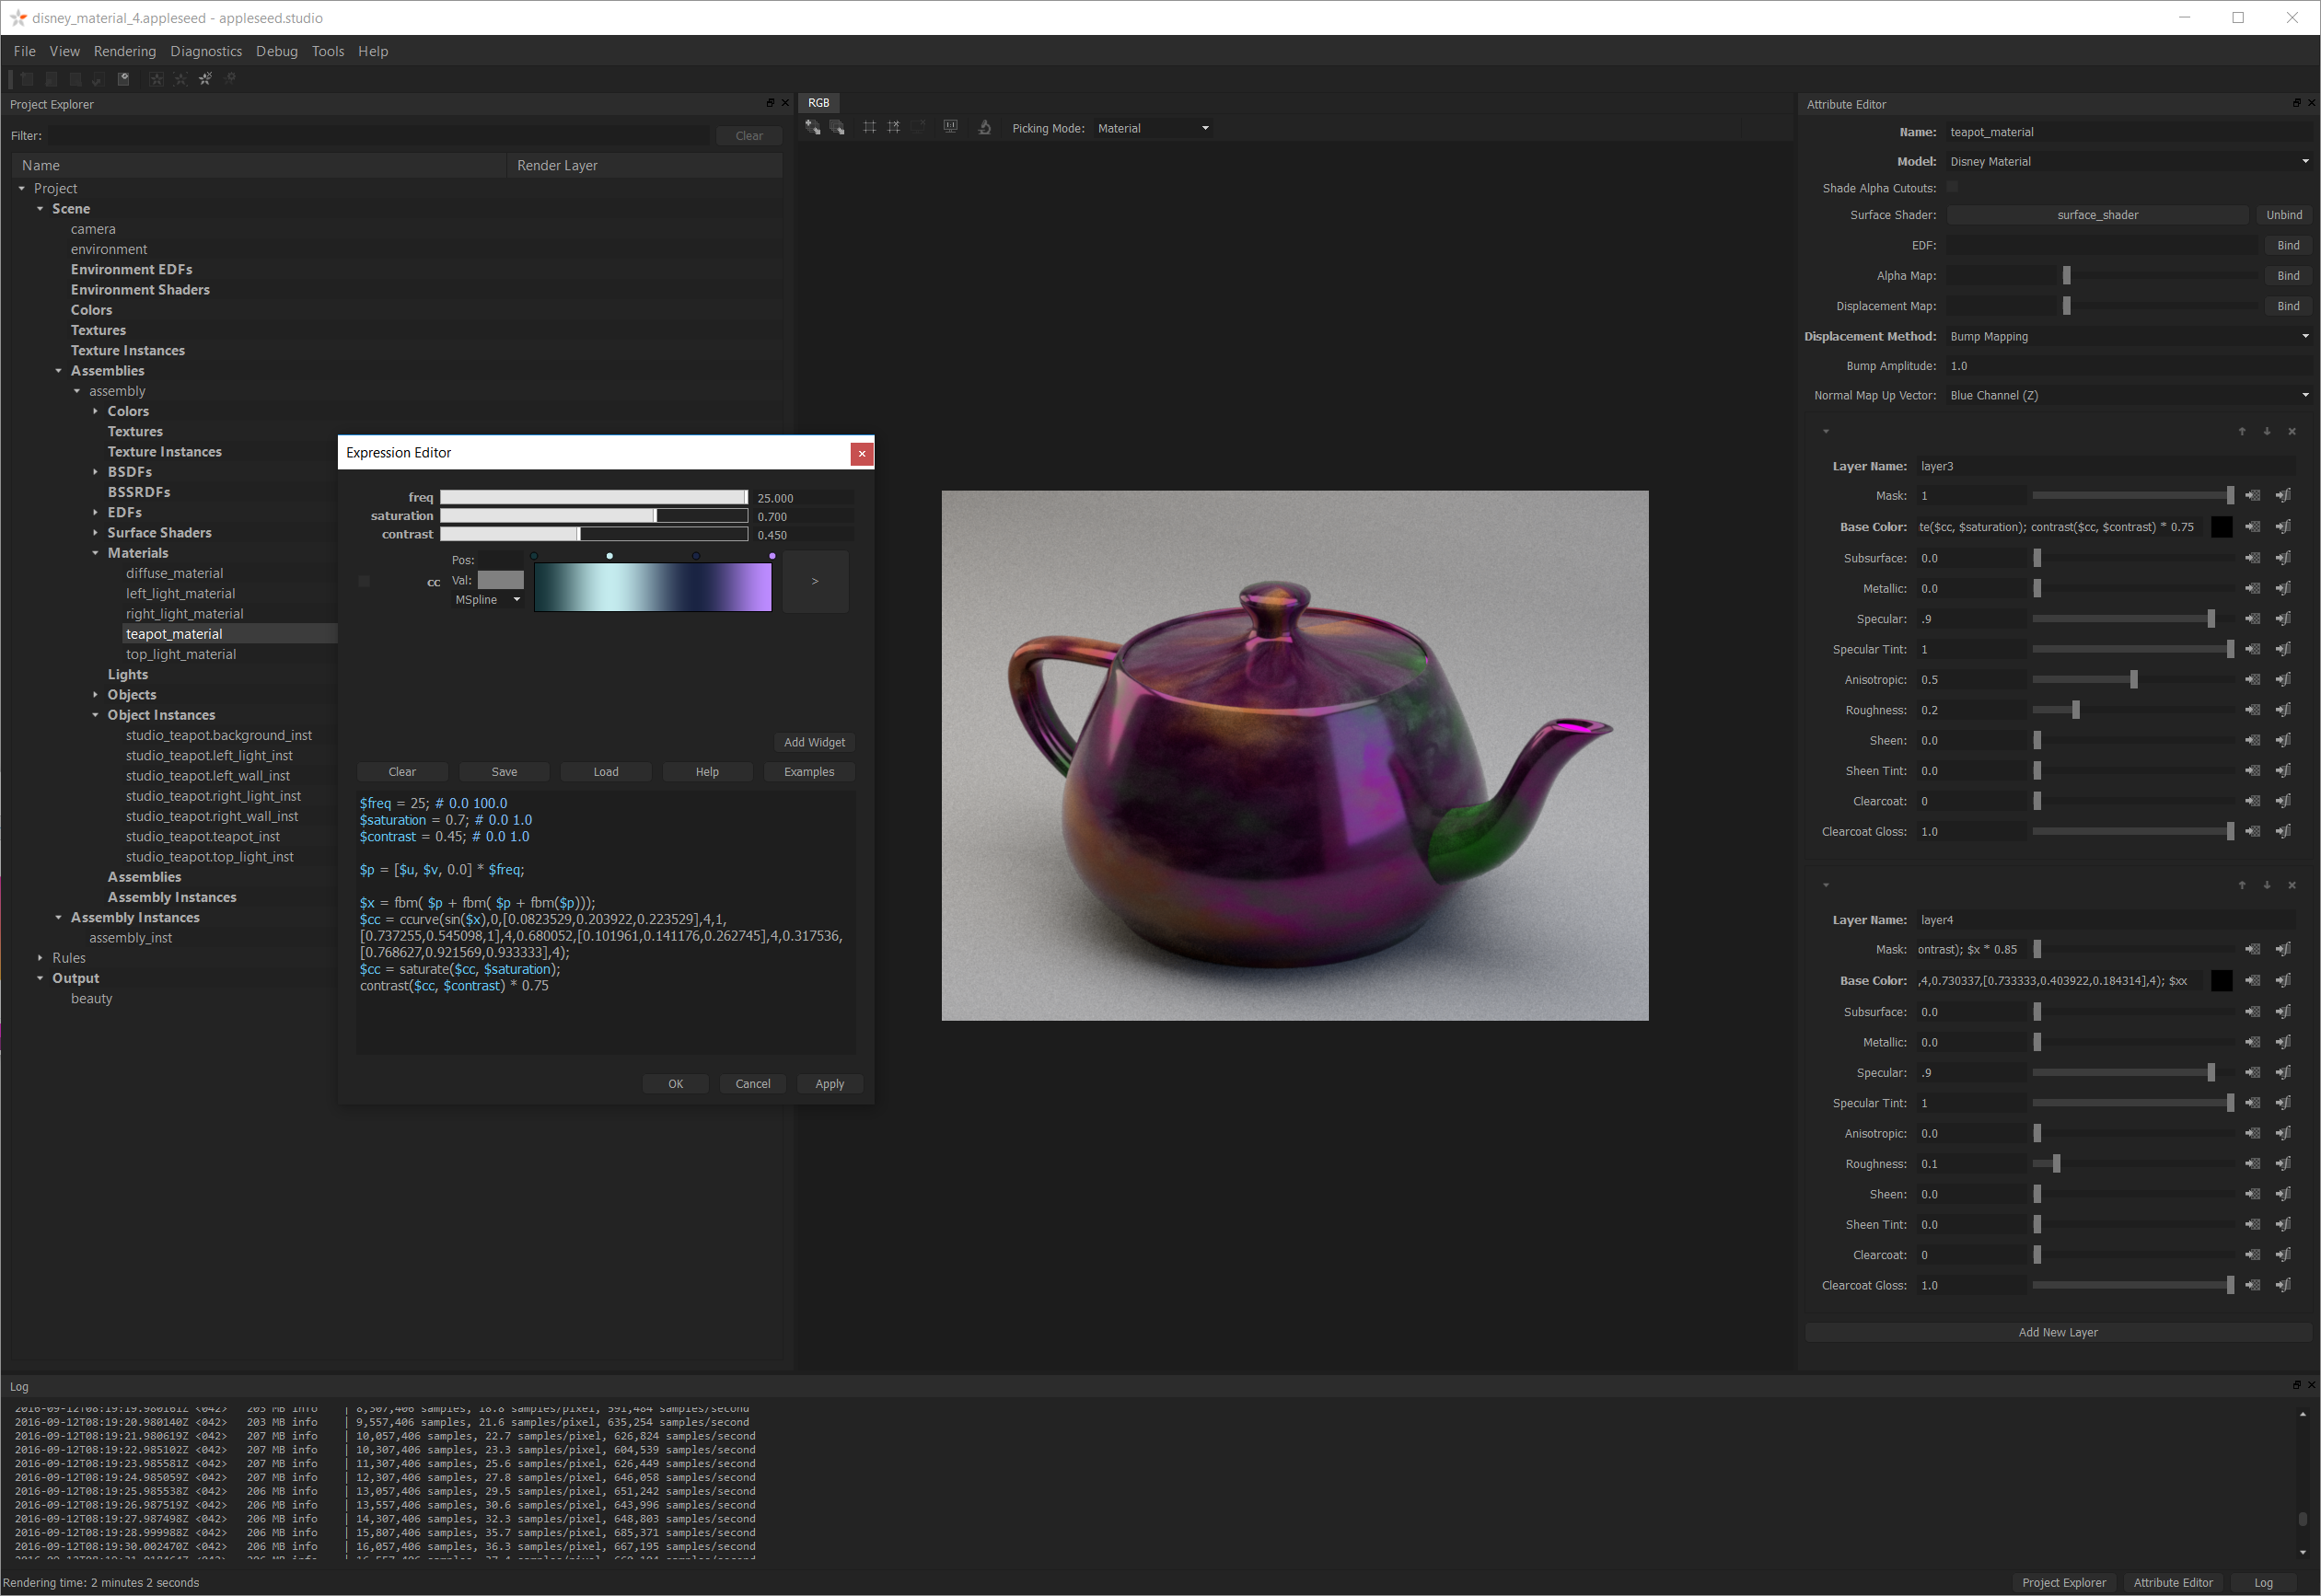 disney_material_4.appleseed - appleseed.studio
File View Rendering Diagnostics Debug Tools Help
Project Explorer
Filter:
Clear
Name Render Layer
Project
Scene
camera
environment
Environment EDFs
Environment Shaders
Colors
Textures
Texture Instances
Assemblies
assembly
Colors
Textures
Texture Instances
BSDFs
BSSRDFs
EDFs
Surface Shaders
Materials
diffuse_material
left_light_material
right_light_material
teapot_material
top_light_material
Lights
Objects
Object Instances
studio_teapot.background_inst
studio_teapot.left_light_inst
studio_teapot.left_wall_inst
studio_teapot.right_light_inst
studio_teapot.right_wall_inst
studio_teapot.teapot_inst
studio_teapot.top_light_inst
Assemblies
Assembly Instances
Assembly Instances
assembly_inst
Rules
Output
beauty
Expression Editor
freq 25.000
saturation 0.700
contrast 0.450
cc
Pos:
Val:
MSpline
>
Add Widget
Clear Save Load Help Examples
$freq = 25; # 0.0 100.0
$saturation = 0.7; # 0.0 1.0
$contrast = 0.45; # 0.0 1.0
$p = [$u, $v, 0.0] * $freq;
$x = fbm( $p + fbm( $p + fbm($p)));
$cc = ccurve(sin($x),0,[0.0823529,0.203922,0.223529],4,1,
[0.737255,0.545098,1],4,0.680052,[0.101961,0.141176,0.262745],4,0.317536,
[0.768627,0.921569,0.933333],4);
$cc = saturate($cc, $saturation);
contrast($cc, $contrast) * 0.75
OK Cancel Apply
RGB
Picking Mode: Material
Attribute Editor
Name: teapot_material
Model: Disney Material
Shade Alpha Cutouts:
Surface Shader: surface_shader Unbind
EDF: Bind
Alpha Map: Bind
Displacement Map: Bind
Displacement Method: Bump Mapping
Bump Amplitude: 1.0
Normal Map Up Vector: Blue Channel (Z)
Layer Name: layer3
Mask: 1
Base Color: te($cc, $saturation); contrast($cc, $contrast) * 0.75
Subsurface: 0.0
Metallic: 0.0
Specular: .9
Specular Tint: 1
Anisotropic: 0.5
Roughness: 0.2
Sheen: 0.0
Sheen Tint: 0.0
Clearcoat: 0
Clearcoat Gloss: 1.0
Layer Name: layer4
Mask: ontrast); $x * 0.85
Base Color: ,4,0.730337,[0.733333,0.403922,0.184314],4); $xx
Subsurface: 0.0
Metallic: 0.0
Specular: .9
Specular Tint: 1
Anisotropic: 0.0
Roughness: 0.1
Sheen: 0.0
Sheen Tint: 0.0
Clearcoat: 0
Clearcoat Gloss: 1.0
Add New Layer
Log
2016-09-12T08:19:19.980161Z <042> 203 MB info | 8,307,406 samples, 18.8 samples/pixel, 591,484 samples/second
2016-09-12T08:19:20.980140Z <042> 203 MB info | 9,557,406 samples, 21.6 samples/pixel, 635,254 samples/second
2016-09-12T08:19:21.980619Z <042> 207 MB info | 10,057,406 samples, 22.7 samples/pixel, 626,824 samples/second
2016-09-12T08:19:22.985102Z <042> 207 MB info | 10,307,406 samples, 23.3 samples/pixel, 604,539 samples/second
2016-09-12T08:19:23.985581Z <042> 207 MB info | 11,307,406 samples, 25.6 samples/pixel, 626,449 samples/second
2016-09-12T08:19:24.985059Z <042> 207 MB info | 12,307,406 samples, 27.8 samples/pixel, 646,058 samples/second
2016-09-12T08:19:25.985538Z <042> 206 MB info | 13,057,406 samples, 29.5 samples/pixel, 651,242 samples/second
2016-09-12T08:19:26.987519Z <042> 206 MB info | 13,557,406 samples, 30.6 samples/pixel, 643,996 samples/second
2016-09-12T08:19:27.987498Z <042> 206 MB info | 14,307,406 samples, 32.3 samples/pixel, 648,803 samples/second
2016-09-12T08:19:28.999988Z <042> 206 MB info | 15,807,406 samples, 35.7 samples/pixel, 685,371 samples/second
2016-09-12T08:19:30.002470Z <042> 206 MB info | 16,057,406 samples, 36.3 samples/pixel, 667,195 samples/second
Rendering time: 2 minutes 2 seconds
Project Explorer Attribute Editor Log